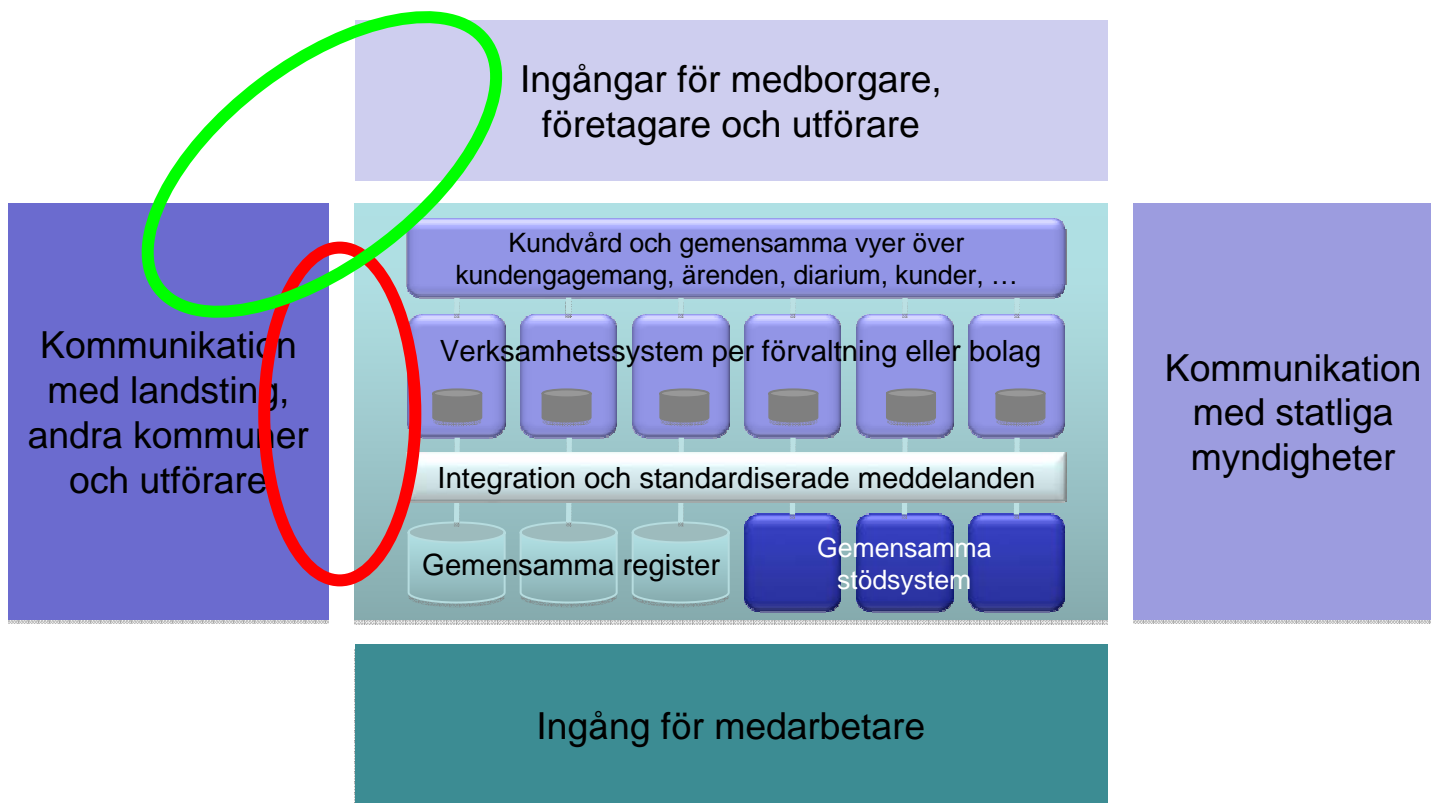 Ingångar för medborgare,
företagare och utförare
Kommunikation
med landsting,
andra kommuner
och utförare
Kundvård och gemensamma vyer över
kundengagemang, ärenden, diarium, kunder, …
Verksamhetssystem per förvaltning eller bolag
Integration och standardiserade meddelanden
Gemensamma register
Gemensamma
stödsystem
Kommunikation
med statliga
myndigheter
Ingång för medarbetare